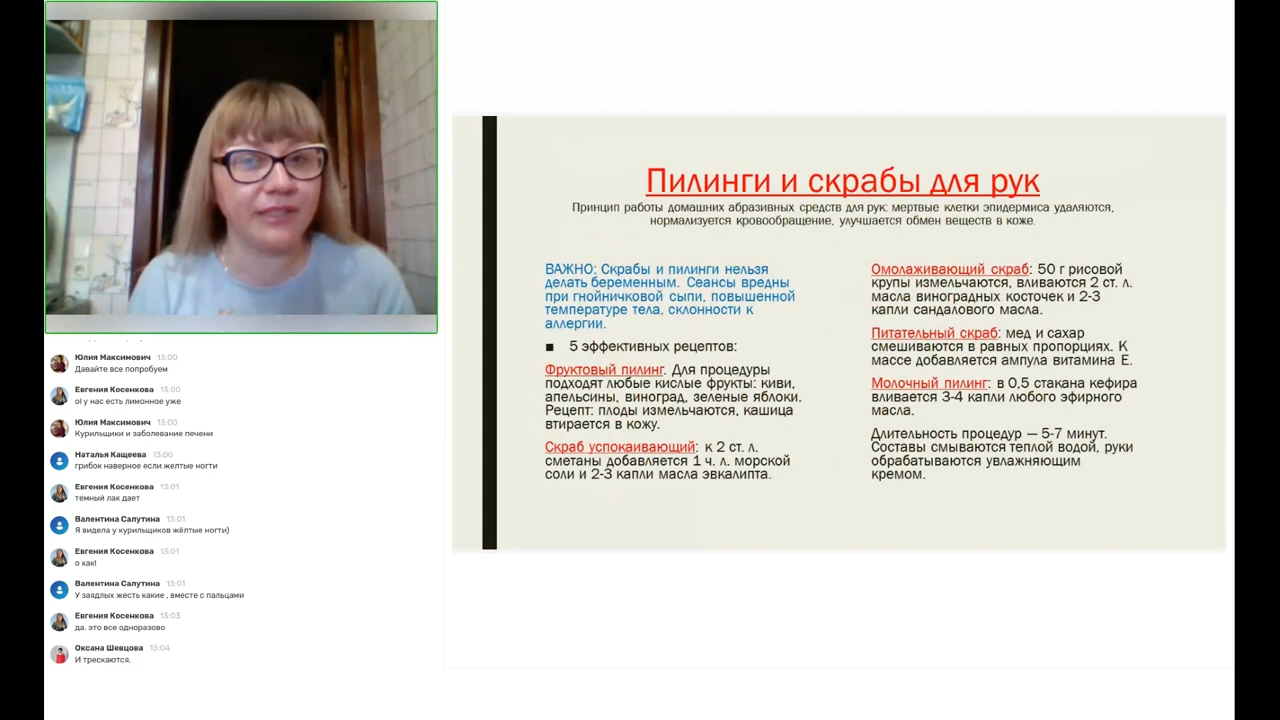 Юлия Максимович 13:00
Давайте все попробуем
Евгения Косенкова 13:00
оl у нас есть лимонное уже
Юлия Максимович 13:00
Курильщики и заболевание печени
Наталья Кащеева 13:00
грибок наверное если желтые ногти
Евгения Косенкова 13:01
темный лак дает
Валентина Салутина 13:01
Я видела у курильщиков жёлтые ногти)
Евгения Косенкова 13:01
о как!
Валентина Салутина 13:01
У заядлых жесть какие , вместе с пальцами
Евгения Косенкова 13:03
да. это все одноразово
Оксана Шевцова 13:04
И трескаются.
Пилинги и скрабы для рук
Принцип работы домашних абразивных средств для рук: мертвые клетки эпидермиса удаляются,
нормализуется кровообращение, улучшается обмен веществ в коже.
ВАЖНО: Скрабы и пилинги нельзя
делать беременным. Сеансы вредны
при гнойничковой сыпи, повышенной
температуре тела, склонности к
аллергии.
■ 5 эффективных рецептов:
Фруктовый пилинг. Для процедуры
подходят любые кислые фрукты: киви,
апельсины, виноград, зеленые яблоки.
Рецепт: плоды измельчаются, кашица
втирается в кожу.
Скраб успокаивающий: к 2 ст. л.
сметаны добавляется 1 ч. л. морской
соли и 2-3 капли масла эвкалипта.
Омолаживающий скраб: 50 г рисовой
крупы измельчаются, вливаются 2 ст. л.
масла виноградных косточек и 2-3
капли сандалового масла.
Питательный скраб: мед и сахар
смешиваются в равных пропорциях. К
массе добавляется ампула витамина Е.
Молочный пилинг: в 0,5 стакана кефира
вливается 3-4 капли любого эфирного
масла.
Длительность процедур — 5-7 минут.
Составы смываются теплой водой, руки
обрабатываются увлажняющим
кремом.